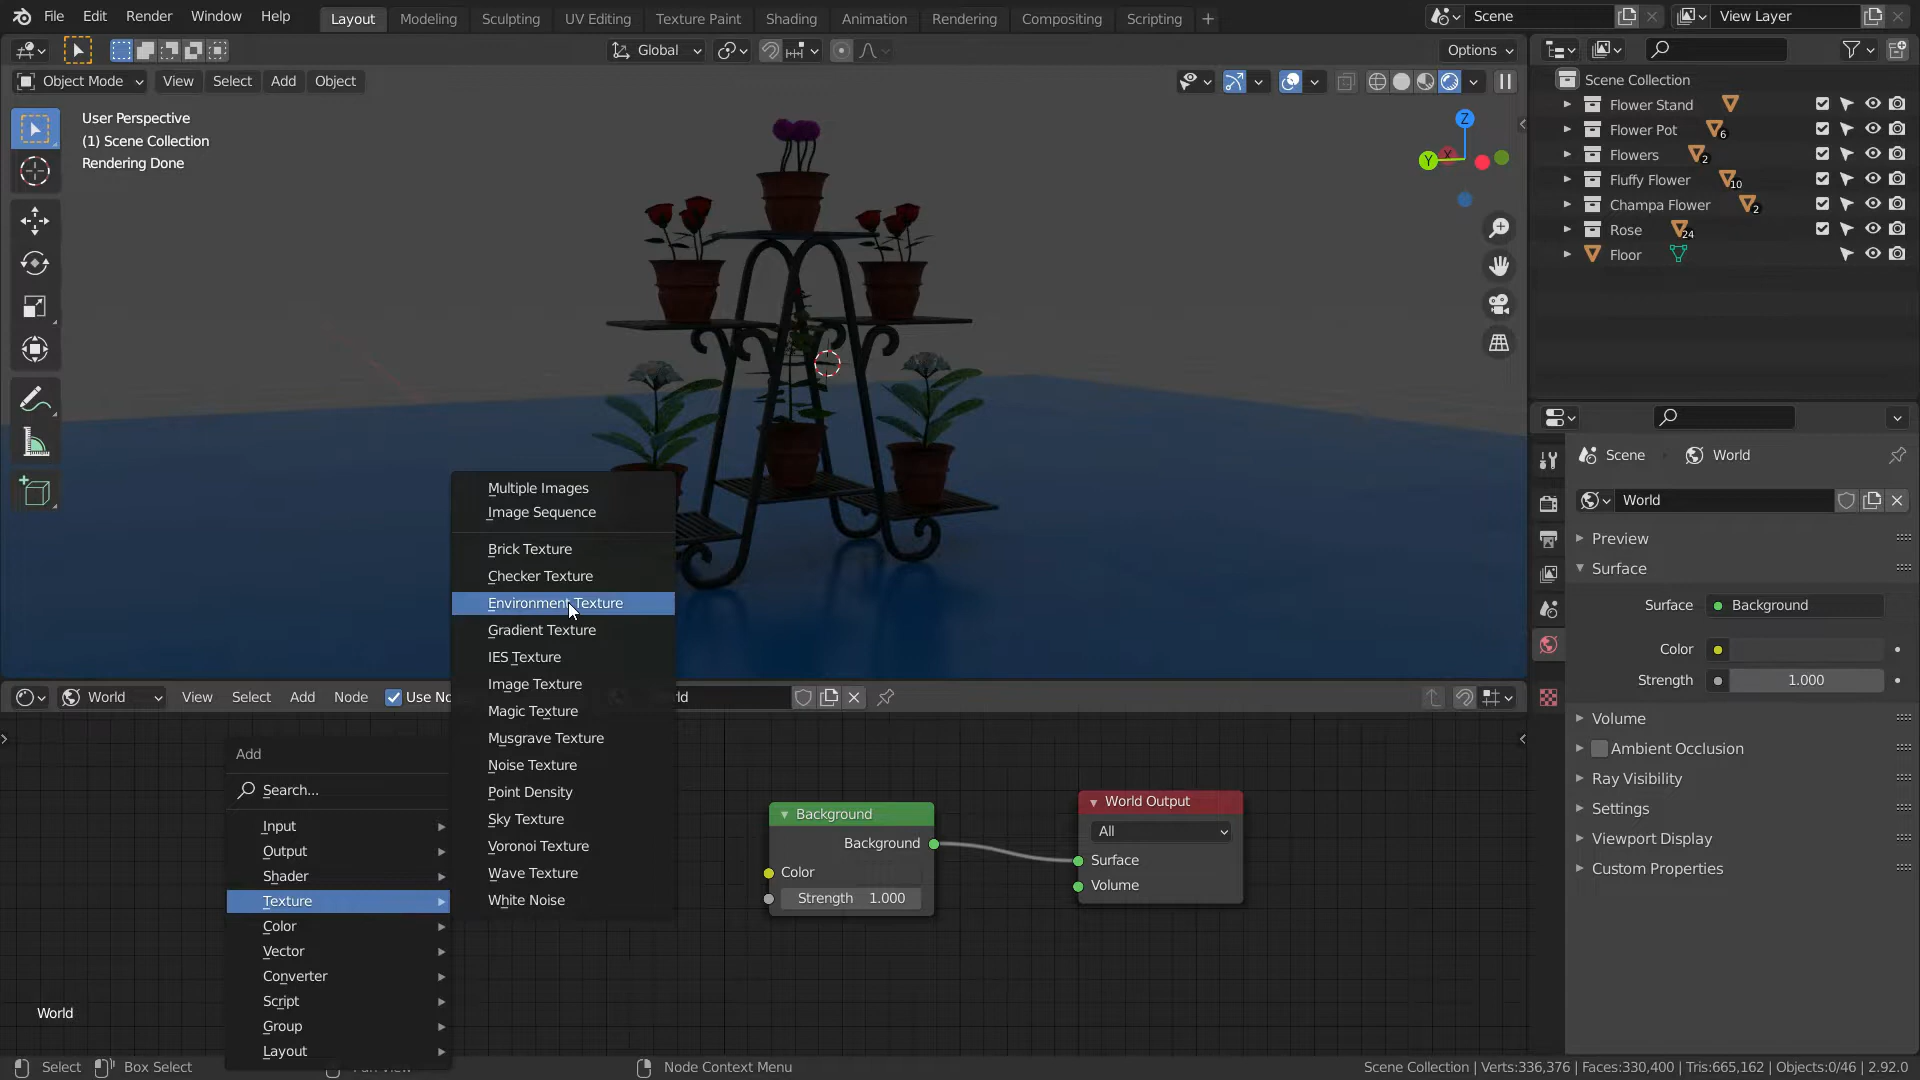 File Edit Render Window Help
Layout Modeling Sculpting UV Editing Texture Paint Shading Animation Rendering Compositing Scripting +
Scene
View Layer
Global
Options
Object Mode View Select Add Object
User Perspective
(1) Scene Collection
Rendering Done
Z
Y
X
Scene Collection
Flower Stand
Flower Pot 6
Flowers 2
Fluffy Flower 10
Champa Flower 2
Rose 24
Floor
Scene World
World
Preview
Surface
Surface Background
Color
Strength 1.000
Volume
Ambient Occlusion
Ray Visibility
Settings
Viewport Display
Custom Properties
Multiple Images
Image Sequence
Brick Texture
Checker Texture
Environment Texture
Gradient Texture
IES Texture
Image Texture
Magic Texture
Musgrave Texture
Noise Texture
Point Density
Sky Texture
Voronoi Texture
Wave Texture
White Noise
World View Select Add Node Use
Add
Search...
Input
Output
Shader
Texture
Color
Vector
Converter
Script
Group
Layout
Background
Background
Color
Strength 1.000
World Output
All
Surface
Volume
World
Select Box Select Node Context Menu
Scene Collection | Verts:336,376 | Faces:330,400 | Tris:665,162 | Objects:0/46 | 2.92.0